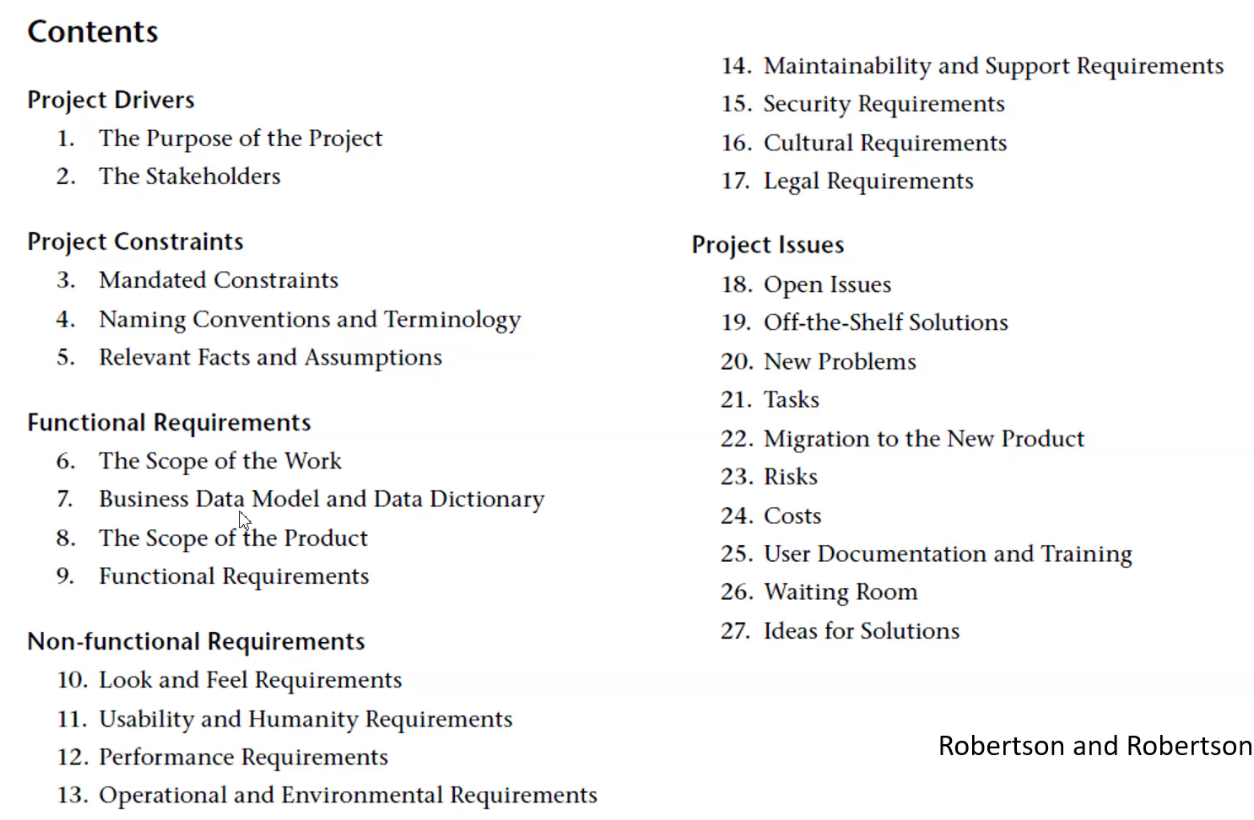 Contents
Project Drivers
1. The Purpose of the Project
2. The Stakeholders
Project Constraints
3. Mandated Constraints
4. Naming Conventions and Terminology
5. Relevant Facts and Assumptions
Functional Requirements
6. The Scope of the Work
7. Business Data Model and Data Dictionary
8. The Scope of the Product
9. Functional Requirements
Non-functional Requirements
10. Look and Feel Requirements
11. Usability and Humanity Requirements
12. Performance Requirements
13. Operational and Environmental Requirements
14. Maintainability and Support Requirements
15. Security Requirements
16. Cultural Requirements
17. Legal Requirements
Project Issues
18. Open Issues
19. Off-the-Shelf Solutions
20. New Problems
21. Tasks
22. Migration to the New Product
23. Risks
24. Costs
25. User Documentation and Training
26. Waiting Room
27. Ideas for Solutions
Robertson and Robertson